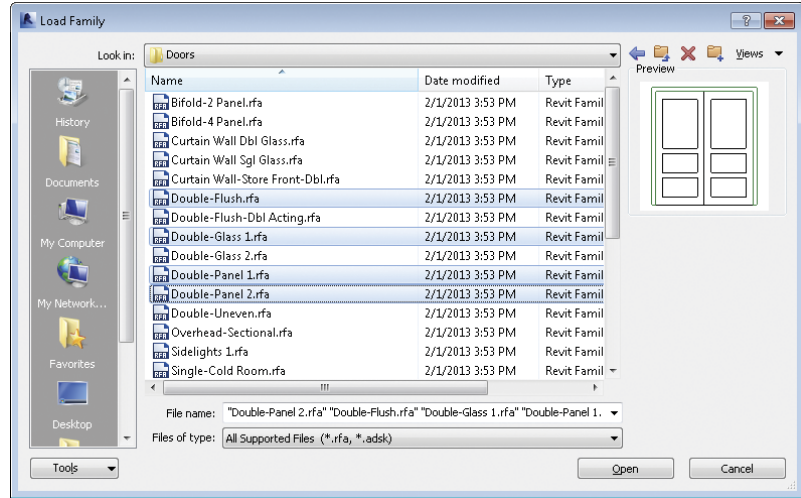 Load Family
Look in: Doors Views
Name Date modified Type Preview
History
Documents
My Computer
My Network...
Favorites
Desktop
Bifold-2 Panel.rfa 2/1/2013 3:53 PM Revit Famil
Bifold-4 Panel.rfa 2/1/2013 3:53 PM Revit Famil
Curtain Wall Dbl Glass.rfa 2/1/2013 3:53 PM Revit Famil
Curtain Wall Sgl Glass.rfa 2/1/2013 3:53 PM Revit Famil
Curtain Wall-Store Front-Dbl.rfa 2/1/2013 3:53 PM Revit Famil
Double-Flush.rfa 2/1/2013 3:53 PM Revit Famil
Double-Flush-Dbl Acting.rfa 2/1/2013 3:53 PM Revit Famil
Double-Glass 1.rfa 2/1/2013 3:53 PM Revit Famil
Double-Glass 2.rfa 2/1/2013 3:53 PM Revit Famil
Double-Panel 1.rfa 2/1/2013 3:53 PM Revit Famil
Double-Panel 2.rfa 2/1/2013 3:53 PM Revit Famil
Double-Uneven.rfa 2/1/2013 3:53 PM Revit Famil
Overhead-Sectional.rfa 2/1/2013 3:53 PM Revit Famil
Sidelights 1.rfa 2/1/2013 3:53 PM Revit Famil
Single-Cold Room.rfa 2/1/2013 3:53 PM Revit Famil
File name: "Double-Panel 2.rfa" "Double-Flush.rfa" "Double-Glass 1.rfa" "Double-Panel 1.
Files of type: All Supported Files (*.rfa, *.adsk)
Tools Open Cancel